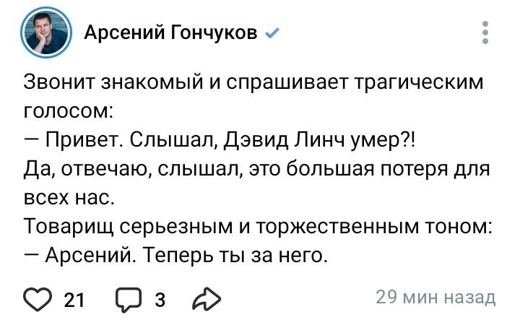 Арсений Гончуков
Звонит знакомый и спрашивает трагическим
голосом:
— Привет. Слышал, Дэвид Линч умер?!
Да, отвечаю, слышал, это большая потеря для
всех нас.
Товарищ серьезным и торжественным тоном:
— Арсений. Теперь ты за него.
21 3 29 мин назад